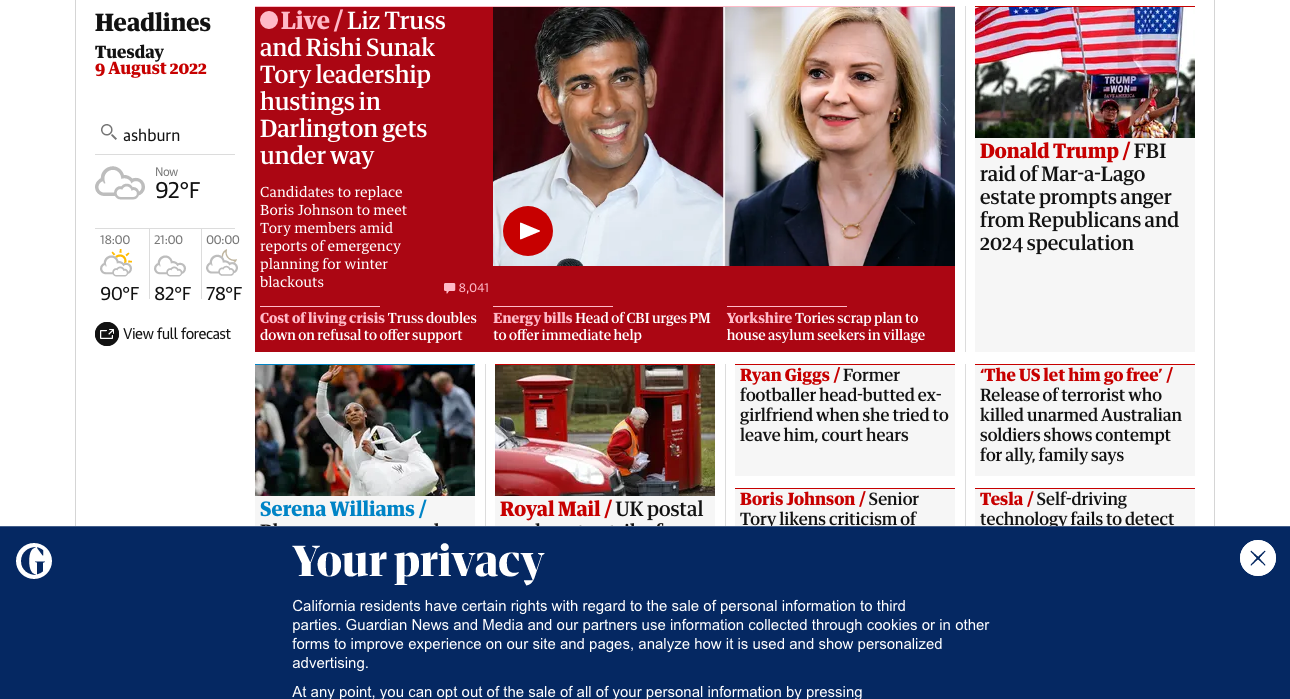 Headlines
Tuesday
9 August 2022
ashburn
Now
92°F
18:00
21:00
00:00
90°F
82°F
78°F
View full forecast
Live / Liz Truss
and Rishi Sunak
Tory leadership
hustings in
Darlington gets
under way
Candidates to replace
Boris Johnson to meet
Tory members amid
reports of emergency
planning for winter
blackouts
8,041
Cost of living crisis Truss doubles
down on refusal to offer support
Energy bills Head of CBI urges PM
to offer immediate help
Yorkshire Tories scrap plan to
house asylum seekers in village
TRUMP
WON
Donald Trump / FBI
raid of Mar-a-Lago
estate prompts anger
from Republicans and
2024 speculation
Serena Williams /
Royal Mail / UK postal
Ryan Giggs / Former
footballer head-butted ex-
girlfriend when she tried to
leave him, court hears
Boris Johnson / Senior
Tory likens criticism of
‘The US let him go free’ /
Release of terrorist who
killed unarmed Australian
soldiers shows contempt
for ally, family says
Tesla / Self-driving
technology fails to detect
G
Your privacy
California residents have certain rights with regard to the sale of personal information to third
parties. Guardian News and Media and our partners use information collected through cookies or in other
forms to improve experience on our site and pages, analyze how it is used and show personalized
advertising.
At any point, you can opt out of the sale of all of your personal information by pressing